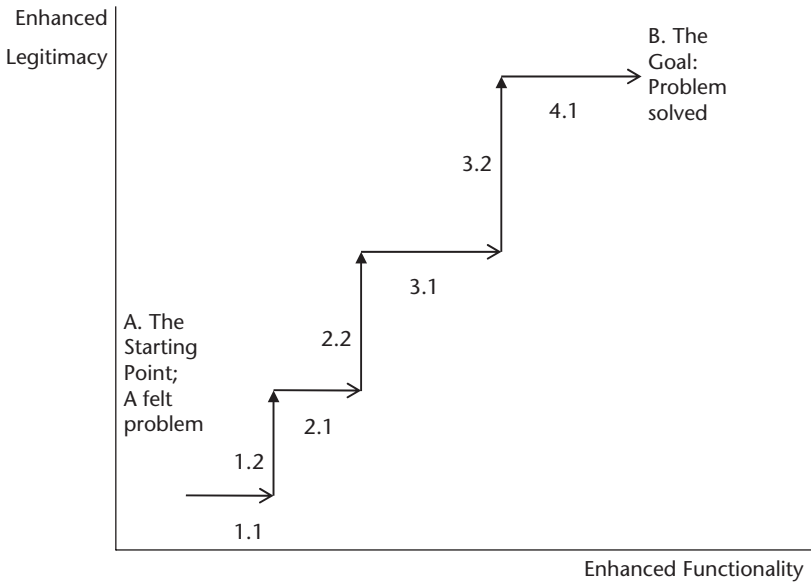 Enhanced
Legitimacy
B. The
Goal:
Problem
solved
4.1
3.2
3.1
A. The
Starting
Point;
A felt
problem
2.2
2.1
1.2
1.1
Enhanced Functionality